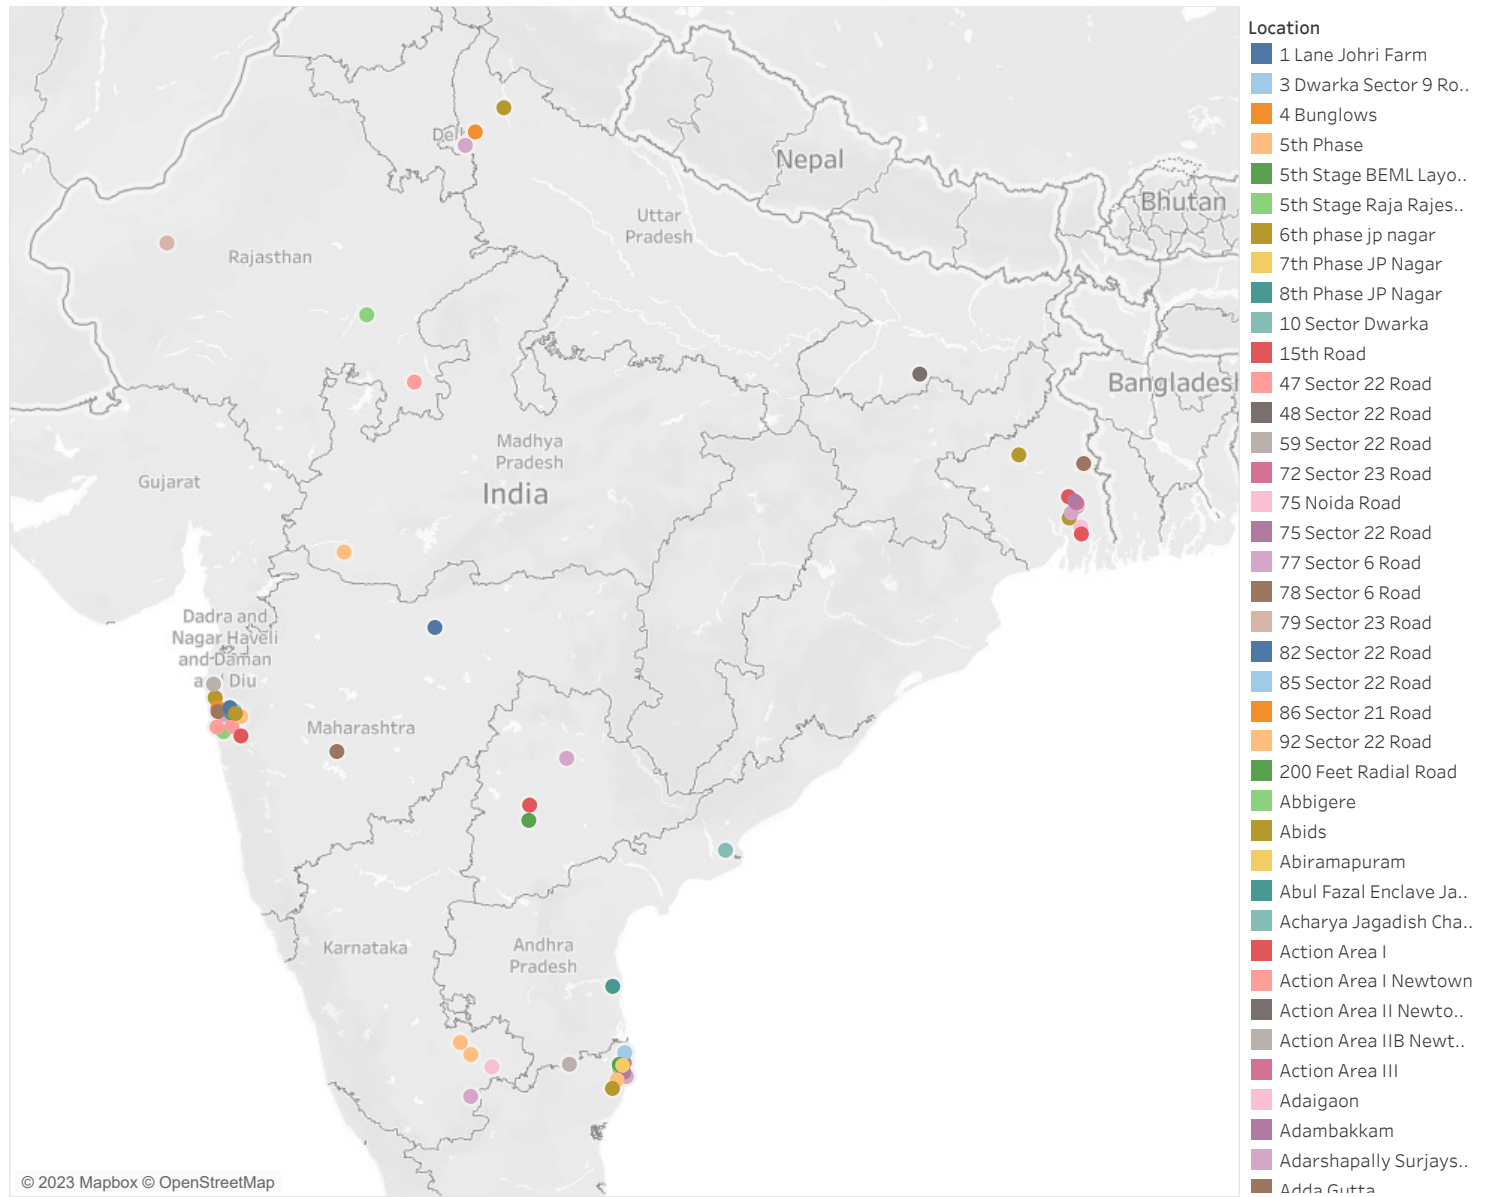 Location
1 Lane Johri Farm
3 Dwarka Sector 9 Ro..
4 Bunglows
5th Phase
5th Stage BEML Layo..
5th Stage Raja Rajes..
6th phase jp nagar
7th Phase JP Nagar
8th Phase JP Nagar
10 Sector Dwarka
15th Road
47 Sector 22 Road
48 Sector 22 Road
59 Sector 22 Road
72 Sector 23 Road
75 Noida Road
75 Sector 22 Road
77 Sector 6 Road
78 Sector 6 Road
79 Sector 23 Road
82 Sector 22 Road
85 Sector 22 Road
86 Sector 21 Road
92 Sector 22 Road
200 Feet Radial Road
Abbigere
Abids
Abiramapuram
Abul Fazal Enclave Ja..
Acharya Jagadish Cha..
Action Area I
Action Area I Newtown
Action Area II Newto..
Action Area IIB Newt..
Action Area III
Adaigaon
Adambakkam
Adarshapally Surjays..
Adda Gutta
Nepal
Bhutan
Uttar
Pradesh
Rajasthan
Bangladesh
Madhya
Pradesh
India
Gujarat
Dadra and
Nagar Haveli
and Daman
Diu
Maharashtra
Karnataka
Andhra
Pradesh
© 2023 Mapbox © OpenStreetMap